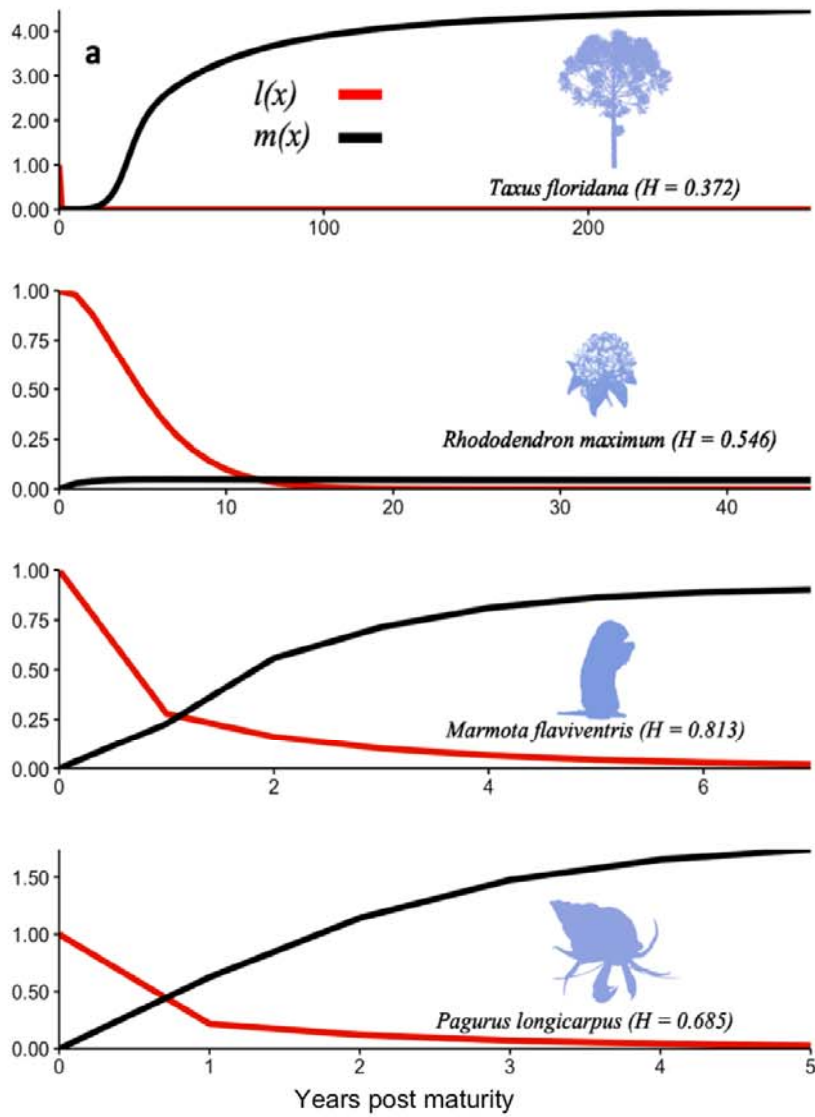 a
4.00
3.00
2.00
1.00
0.00
l(x)
m(x)
Taxus floridana (H = 0.372)
0 100 200
1.00
0.75
0.50
0.25
0.00
Rhododendron maximum (H = 0.546)
0 10 20 30 40
1.00
0.75
0.50
0.25
0.00
Marmota flaviventris (H = 0.813)
0 2 4 6
1.50
1.00
0.50
0.00
Pagurus longicarpus (H = 0.685)
0 1 2 3 4 5
Years post maturity